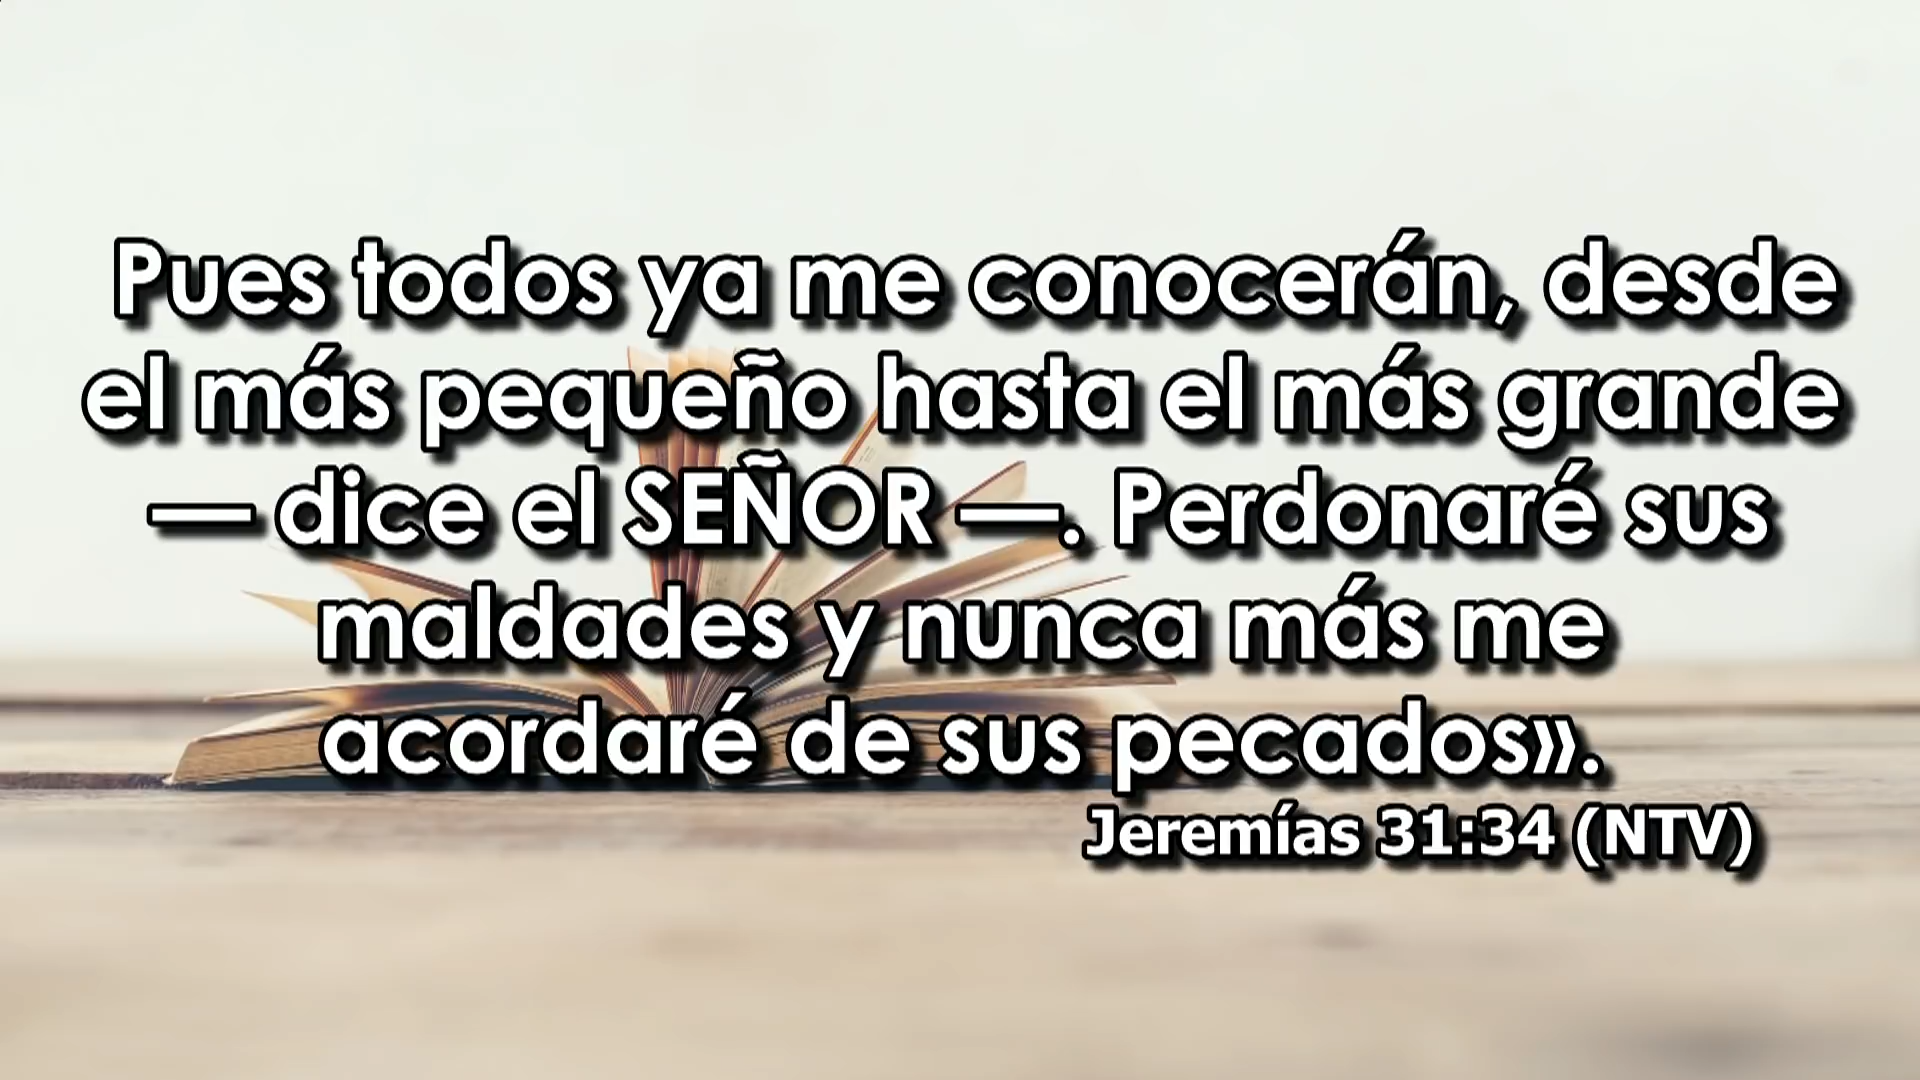 Pues todos ya me conocerán, desde
el más pequeño hasta el más grande
— dice el SEÑOR —. Perdonaré sus
maldades y nunca más me
acordaré de sus pecados».
Jeremías 31:34 (NTV)